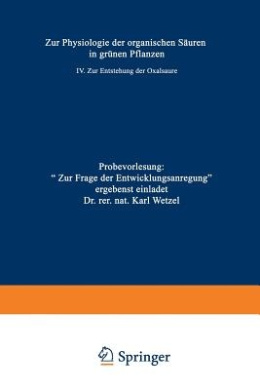 Zur Physiologie der organischen Säuren
in grünen Pflanzen
IV. Zur Entstehung der Oxalsaure
Probevorlesung:
“ Zur Frage der Entwicklungsanregung”
ergebenst einladet
Dr. rer. nat. Karl Wetzel
Springer